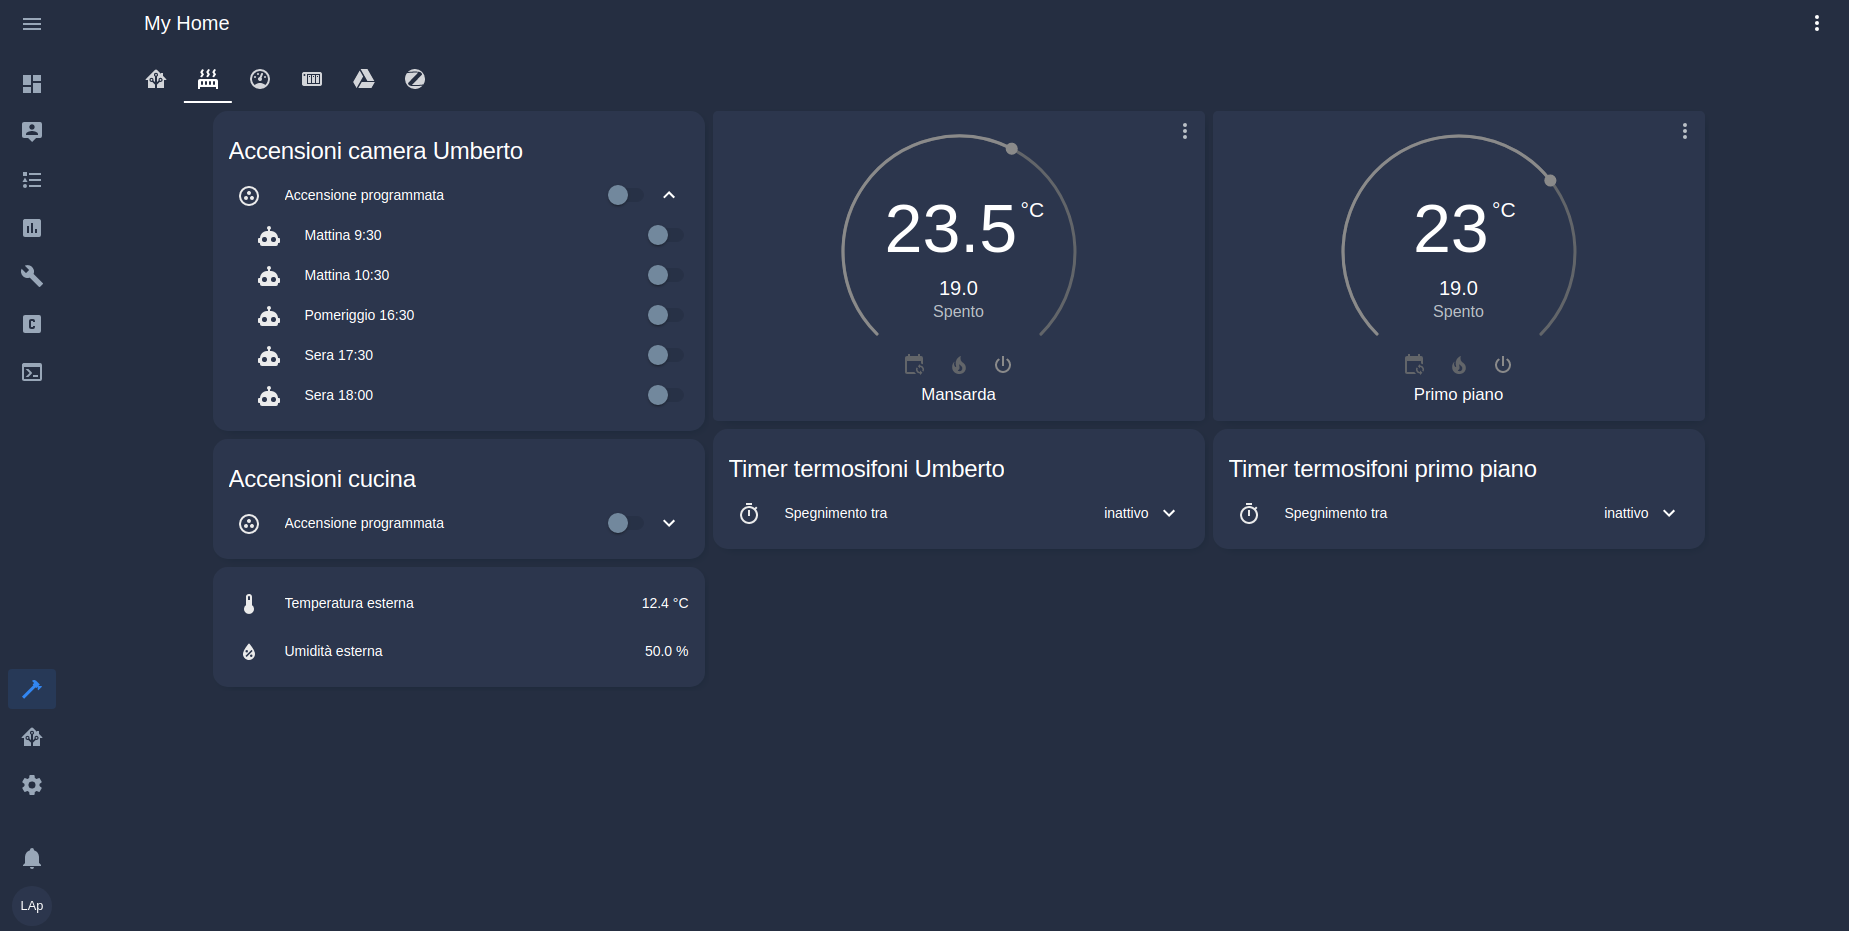 My Home
Accensioni camera Umberto
Accensione programmata
Mattina 9:30
Mattina 10:30
Pomeriggio 16:30
Sera 17:30
Sera 18:00
Accensioni cucina
Accensione programmata
Temperatura esterna 12.4 °C
Umidità esterna 50.0 %
23.5 °C
19.0
Spento
Mansarda
Timer termosifoni Umberto
Spegnimento tra inattivo
23 °C
19.0
Spento
Primo piano
Timer termosifoni primo piano
Spegnimento tra inattivo
LAp